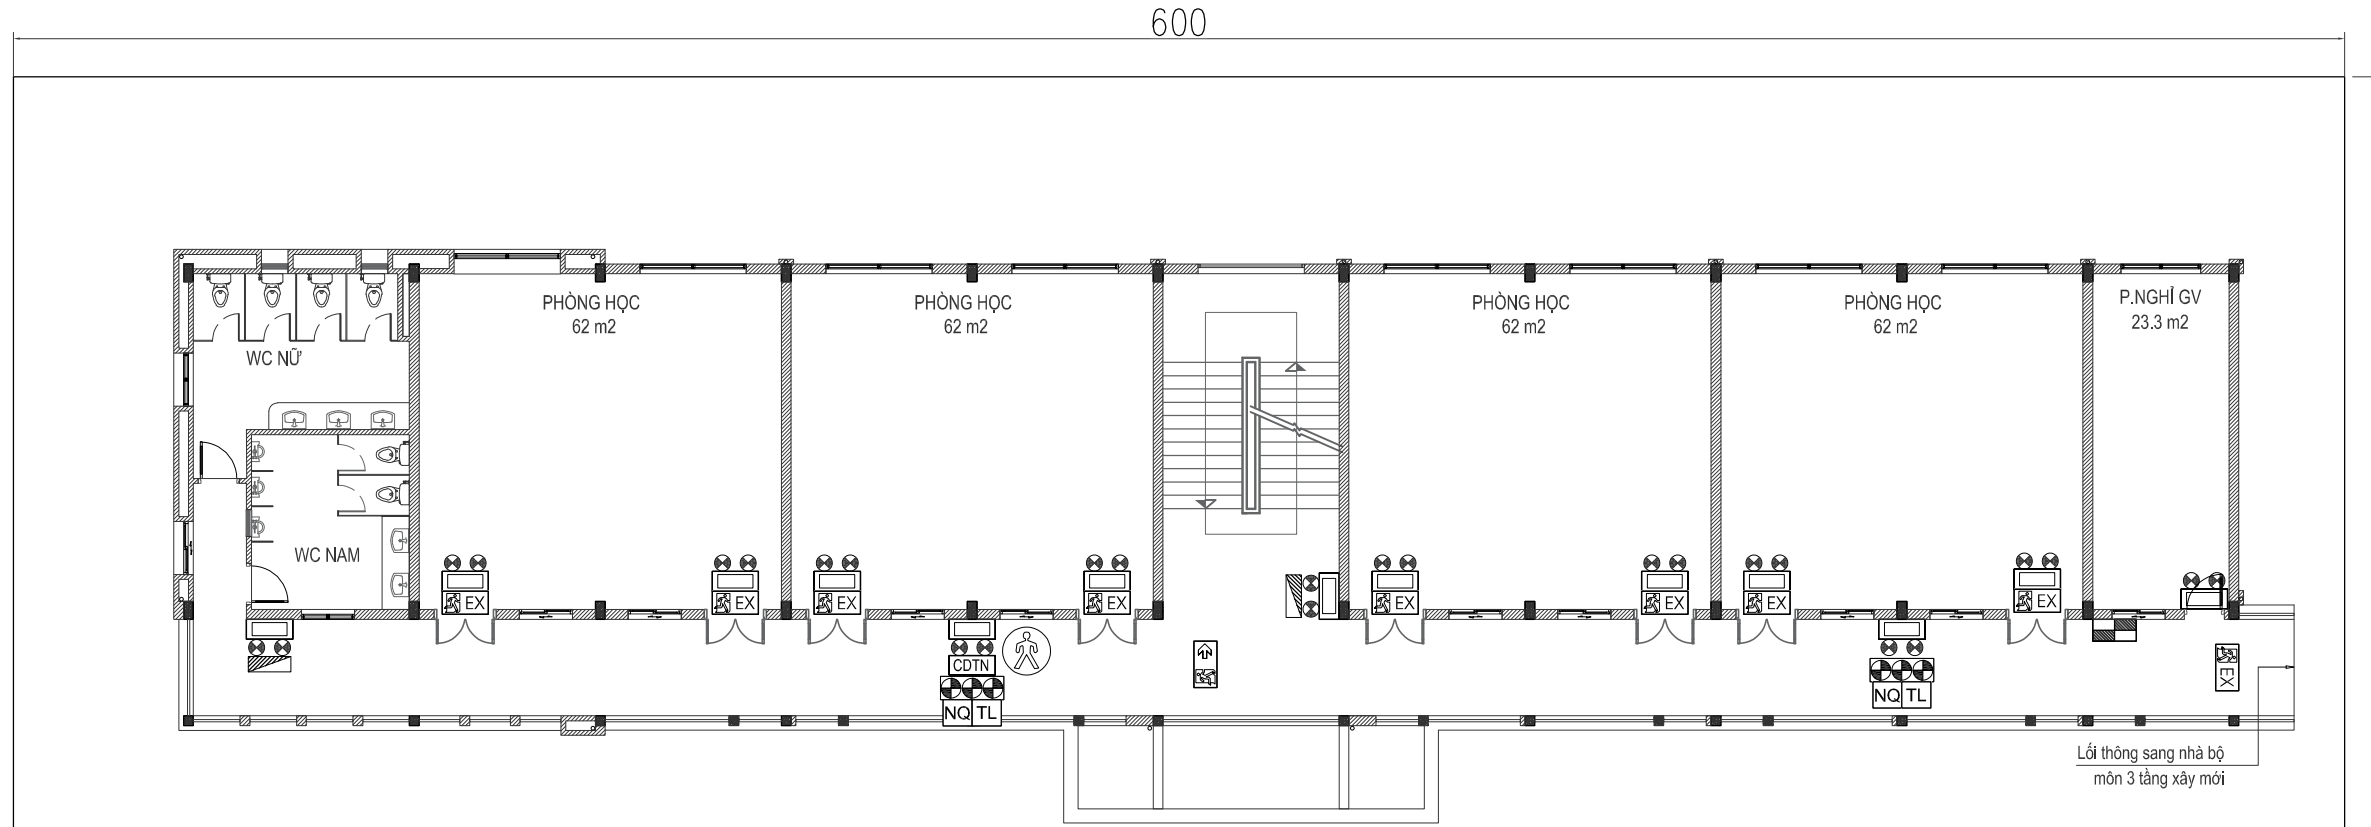 600
PHÒNG HỌC
62 m2
PHÒNG HỌC
62 m2
PHÒNG HỌC
62 m2
PHÒNG HỌC
62 m2
P.NGHỈ GV
23.3 m2
WC NỮ
WC NAM
EX
EX
EX
EX
EX
EX
EX
EX
CDTN
NQ TL
NQ TL
EX
Lối thông sang nhà bộ
môn 3 tầng xây mới